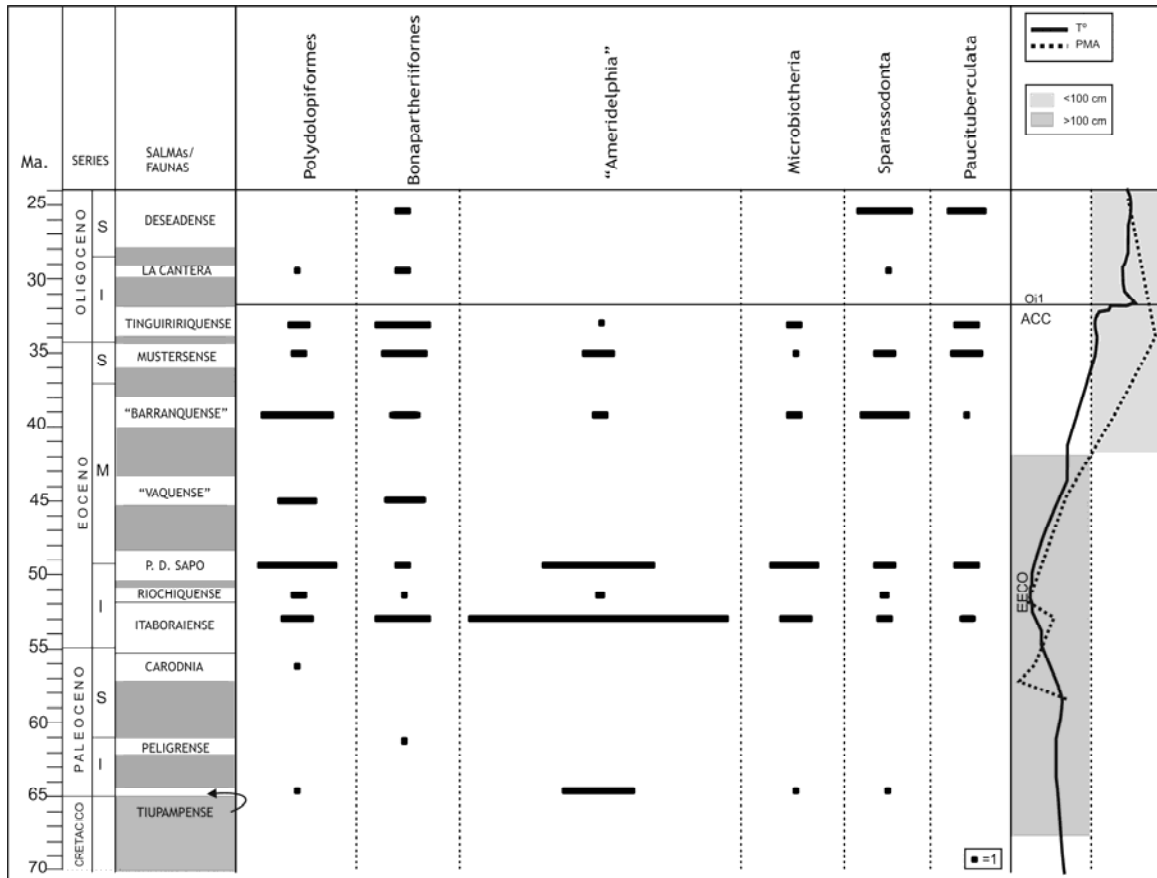 Ma.
SERIES
SALMAs/
FAUNAS
Polydolopiformes
Bonapartheriiformes
"Ameridelphia"
Microbiotheria
Sparassodonta
Paucituberculata
Tº
PMA
<100 cm
>100 cm
25
30
35
40
45
50
55
60
65
70
OLIGOCENO
S
I
EOCENO
S
M
I
PALEOCENO
S
I
CRETACICO
DESEADENSE
LA CANTERA
TINGUIRIRIQUENSE
MUSTERSENSE
"BARRANQUENSE"
"VAQUENSE"
P. D. SAPO
RIOCHIQUENSE
ITABORAIENSE
CARODNIA
PELIGRENSE
TIUPAMPENSE
Oi1
ACC
EECO
=1